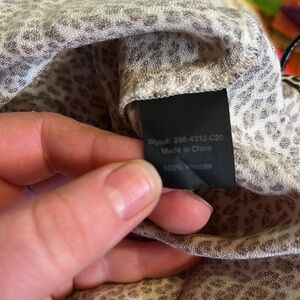 Style#: 298-4312-C20
Made in China
100% Viscose